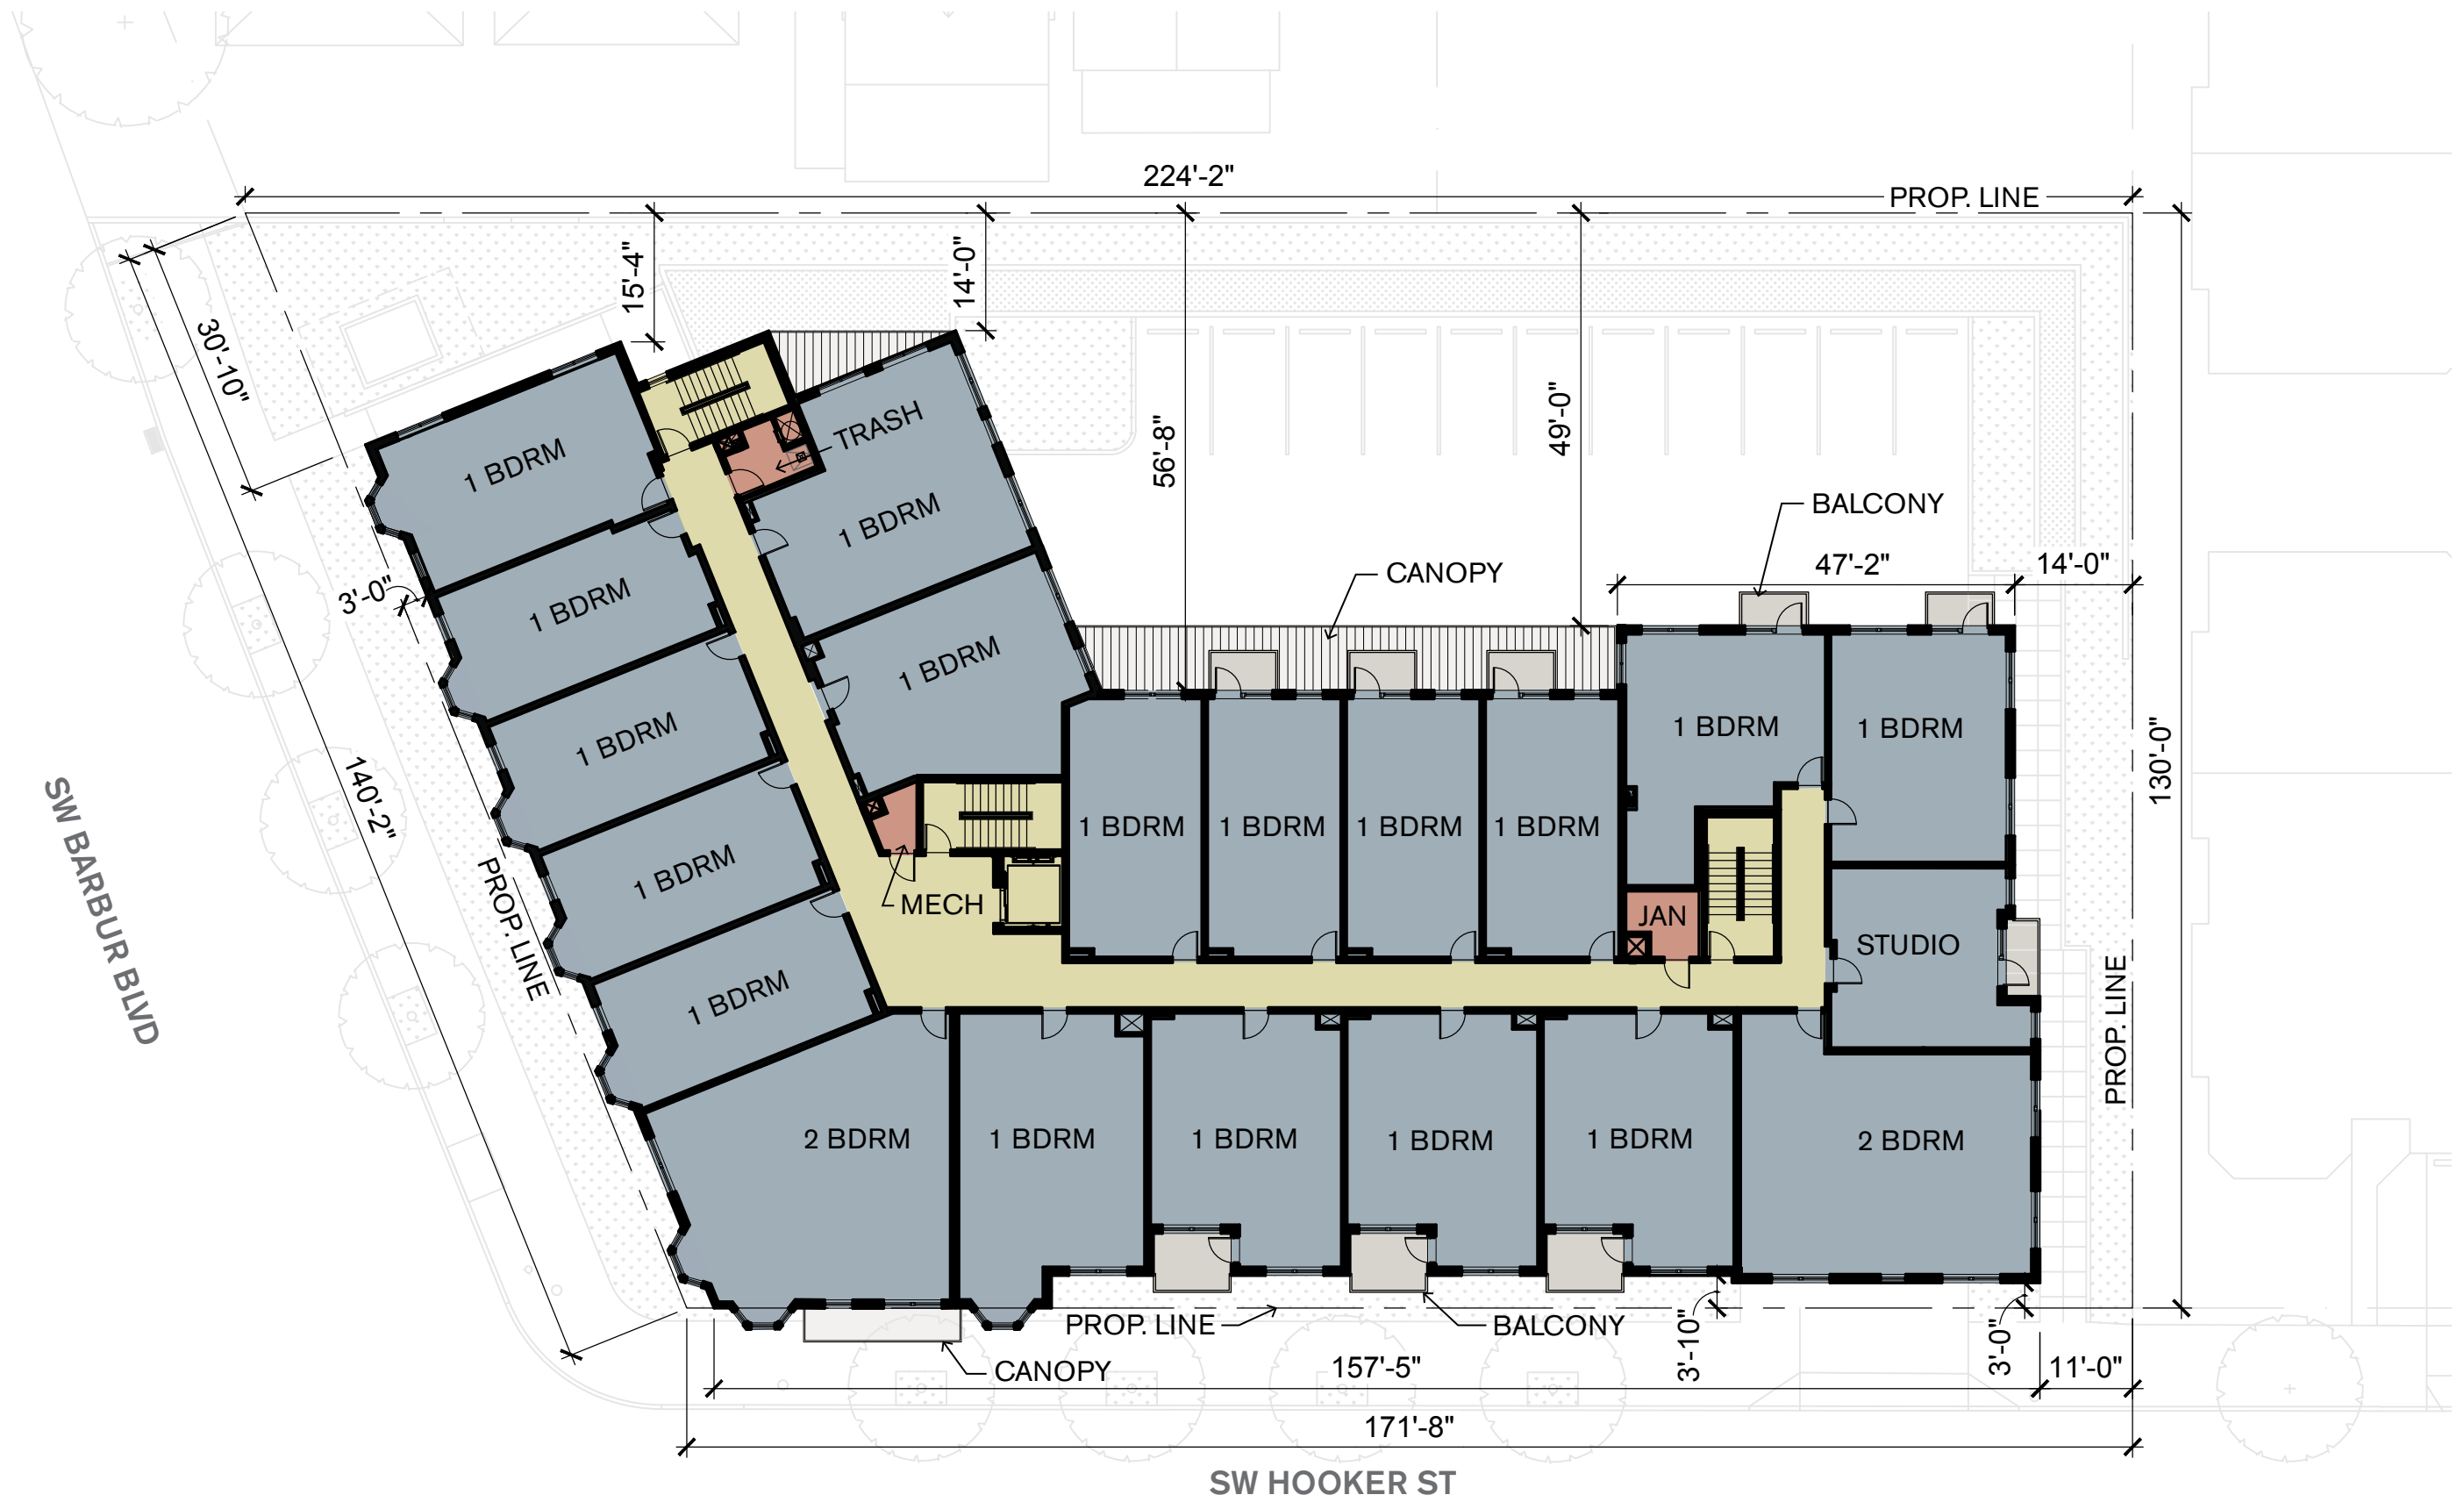 224'-2"
PROP. LINE
15'-4"
14'-0"
30'-10"
56'-8"
49'-0"
TRASH
1 BDRM
1 BDRM
BALCONY
47'-2"
14'-0"
CANOPY
3'-0"
1 BDRM
1 BDRM
1 BDRM
1 BDRM
1 BDRM
130'-0"
140'-2"
SW BARBUR BLVD
PROP. LINE
1 BDRM
1 BDRM
1 BDRM
1 BDRM
1 BDRM
MECH
JAN
STUDIO
1 BDRM
PROP. LINE
2 BDRM
1 BDRM
1 BDRM
1 BDRM
1 BDRM
2 BDRM
PROP. LINE
BALCONY
3'-10"
3'-0"
CANOPY
157'-5"
11'-0"
171'-8"
SW HOOKER ST